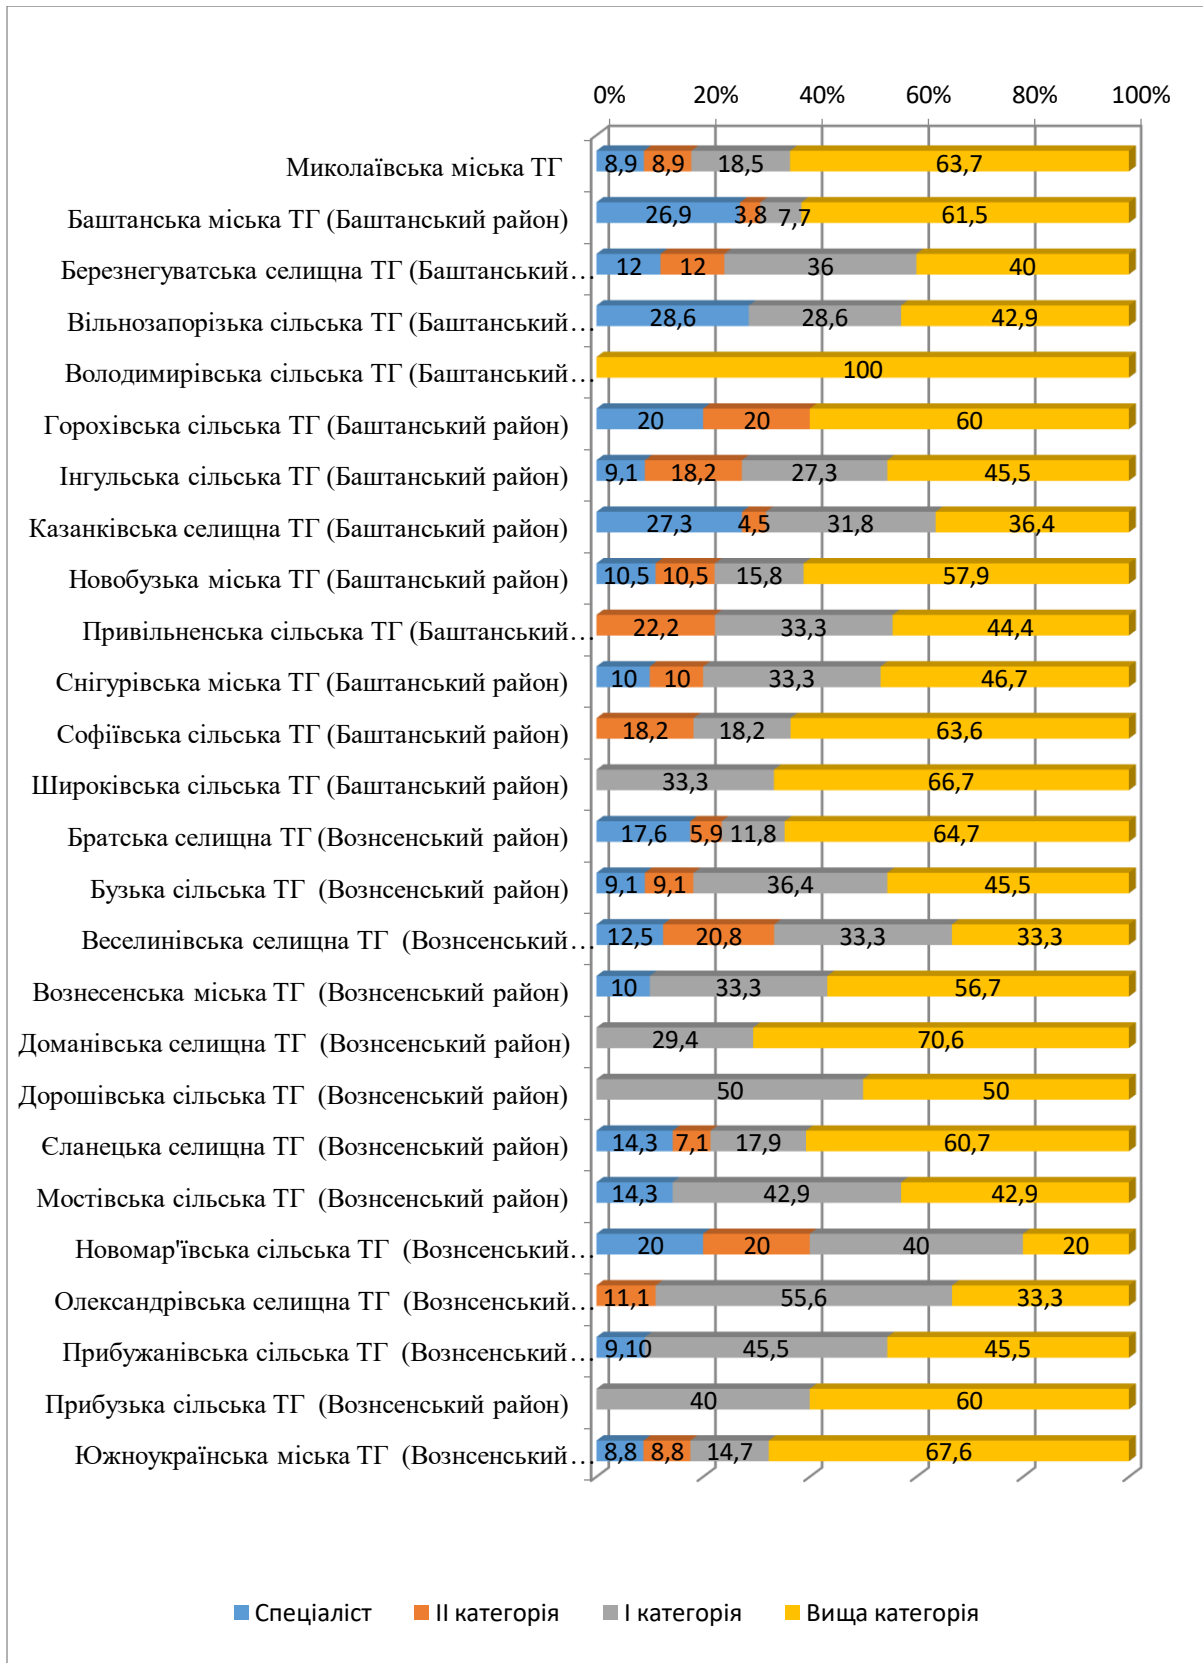 0% 20% 40% 60% 80% 100%
Миколаївська міська ТГ 8,9 8,9 18,5 63,7
Баштанська міська ТГ (Баштанський район) 26,9 3,8 7,7 61,5
Березнегуватська селищна ТГ (Баштанський… 12 12 36 40
Вільнозапорізька сільська ТГ (Баштанський… 28,6 28,6 42,9
Володимирівська сільська ТГ (Баштанський… 100
Горохівська сільська ТГ (Баштанський район) 20 20 60
Інгульська сільська ТГ (Баштанський район) 9,1 18,2 27,3 45,5
Казанківська селищна ТГ (Баштанський район) 27,3 4,5 31,8 36,4
Новобузька міська ТГ (Баштанський район) 10,5 10,5 15,8 57,9
Привільненська сільська ТГ (Баштанський… 22,2 33,3 44,4
Снігурівська міська ТГ (Баштанський район) 10 10 33,3 46,7
Софіївська сільська ТГ (Баштанський район) 18,2 18,2 63,6
Широківська сільська ТГ (Баштанський район) 33,3 66,7
Братська селищна ТГ (Вознсенський район) 17,6 5,9 11,8 64,7
Бузька сільська ТГ (Вознсенський район) 9,1 9,1 36,4 45,5
Веселинівська селищна ТГ (Вознсенський… 12,5 20,8 33,3 33,3
Вознесенська міська ТГ (Вознсенський район) 10 33,3 56,7
Доманівська селищна ТГ (Вознсенський район) 29,4 70,6
Дорошівська сільська ТГ (Вознсенський район) 50 50
Єланецька селищна ТГ (Вознсенський район) 14,3 7,1 17,9 60,7
Мостівська сільська ТГ (Вознсенський район) 14,3 42,9 42,9
Новомар'ївська сільська ТГ (Вознсенський… 20 20 40 20
Олександрівська селищна ТГ (Вознсенський… 11,1 55,6 33,3
Прибужанівська сільська ТГ (Вознсенський… 9,10 45,5 45,5
Прибузька сільська ТГ (Вознсенський район) 40 60
Южноукраїнська міська ТГ (Вознсенський… 8,8 8,8 14,7 67,6
Спеціаліст ІІ категорія І категорія Вища категорія